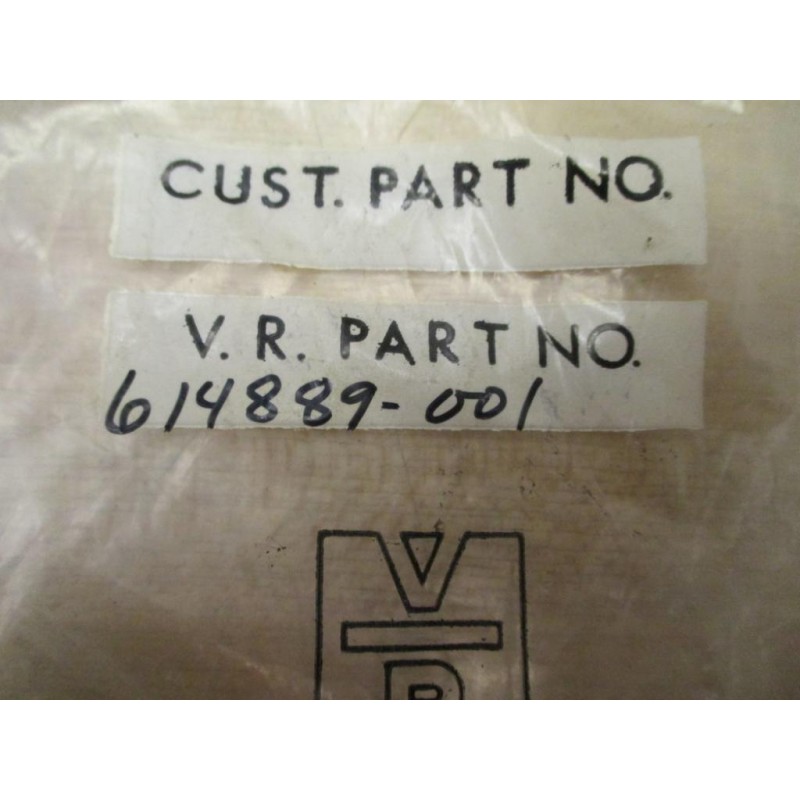 CUST. PART NO.
V. R. PART NO.
614889-001
V
R